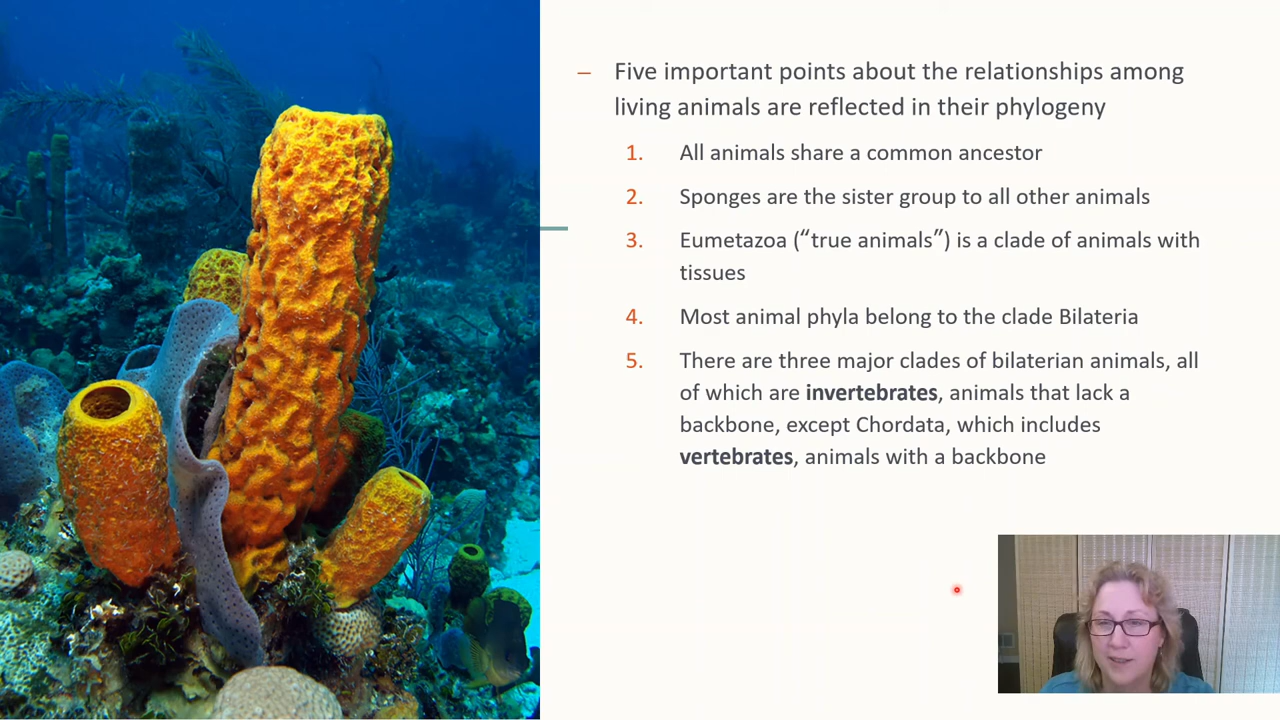 – Five important points about the relationships among
living animals are reflected in their phylogeny
1. All animals share a common ancestor
2. Sponges are the sister group to all other animals
3. Eumetazoa (“true animals”) is a clade of animals with
tissues
4. Most animal phyla belong to the clade Bilateria
5. There are three major clades of bilaterian animals, all
of which are invertebrates, animals that lack a
backbone, except Chordata, which includes
vertebrates, animals with a backbone